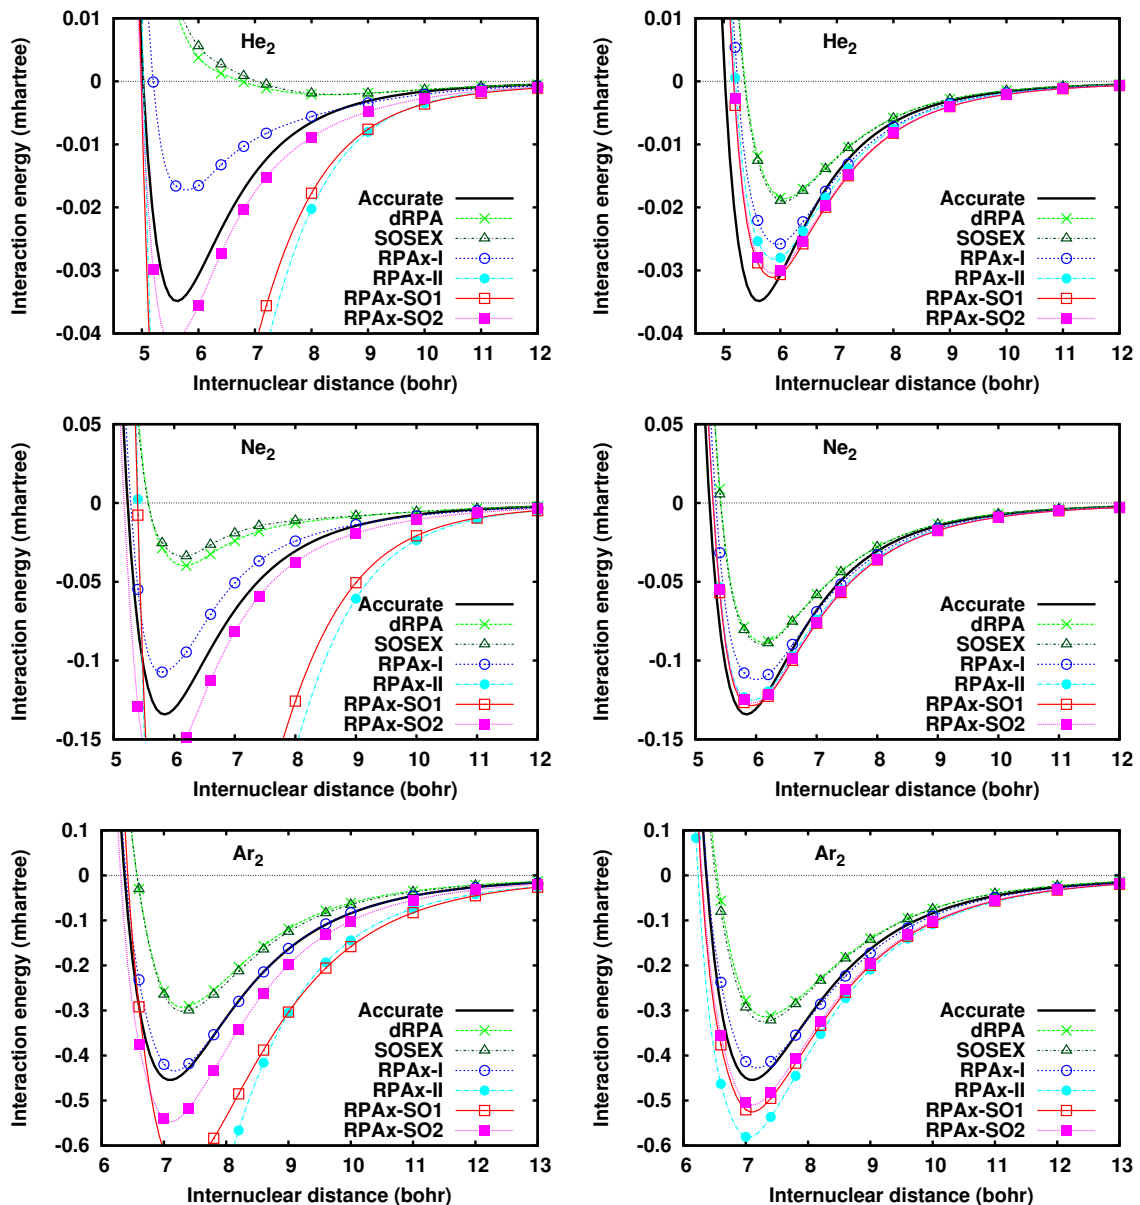 He2
Interaction energy (mhartree)
0.01
0
-0.01
-0.02
-0.03
-0.04
Accurate
dRPA
SOSEX
RPAx-I
RPAx-II
RPAx-SO1
RPAx-SO2
5 6 7 8 9 10 11 12
Internuclear distance (bohr)
He2
Interaction energy (mhartree)
0.01
0
-0.01
-0.02
-0.03
-0.04
Accurate
dRPA
SOSEX
RPAx-I
RPAx-II
RPAx-SO1
RPAx-SO2
5 6 7 8 9 10 11 12
Internuclear distance (bohr)
Ne2
Interaction energy (mhartree)
0.05
0
-0.05
-0.1
-0.15
Accurate
dRPA
SOSEX
RPAx-I
RPAx-II
RPAx-SO1
RPAx-SO2
5 6 7 8 9 10 11 12
Internuclear distance (bohr)
Ne2
Interaction energy (mhartree)
0.05
0
-0.05
-0.1
-0.15
Accurate
dRPA
SOSEX
RPAx-I
RPAx-II
RPAx-SO1
RPAx-SO2
5 6 7 8 9 10 11 12
Internuclear distance (bohr)
Ar2
Interaction energy (mhartree)
0.1
0
-0.1
-0.2
-0.3
-0.4
-0.5
-0.6
Accurate
dRPA
SOSEX
RPAx-I
RPAx-II
RPAx-SO1
RPAx-SO2
6 7 8 9 10 11 12 13
Internuclear distance (bohr)
Ar2
Interaction energy (mhartree)
0.1
0
-0.1
-0.2
-0.3
-0.4
-0.5
-0.6
Accurate
dRPA
SOSEX
RPAx-I
RPAx-II
RPAx-SO1
RPAx-SO2
6 7 8 9 10 11 12 13
Internuclear distance (bohr)